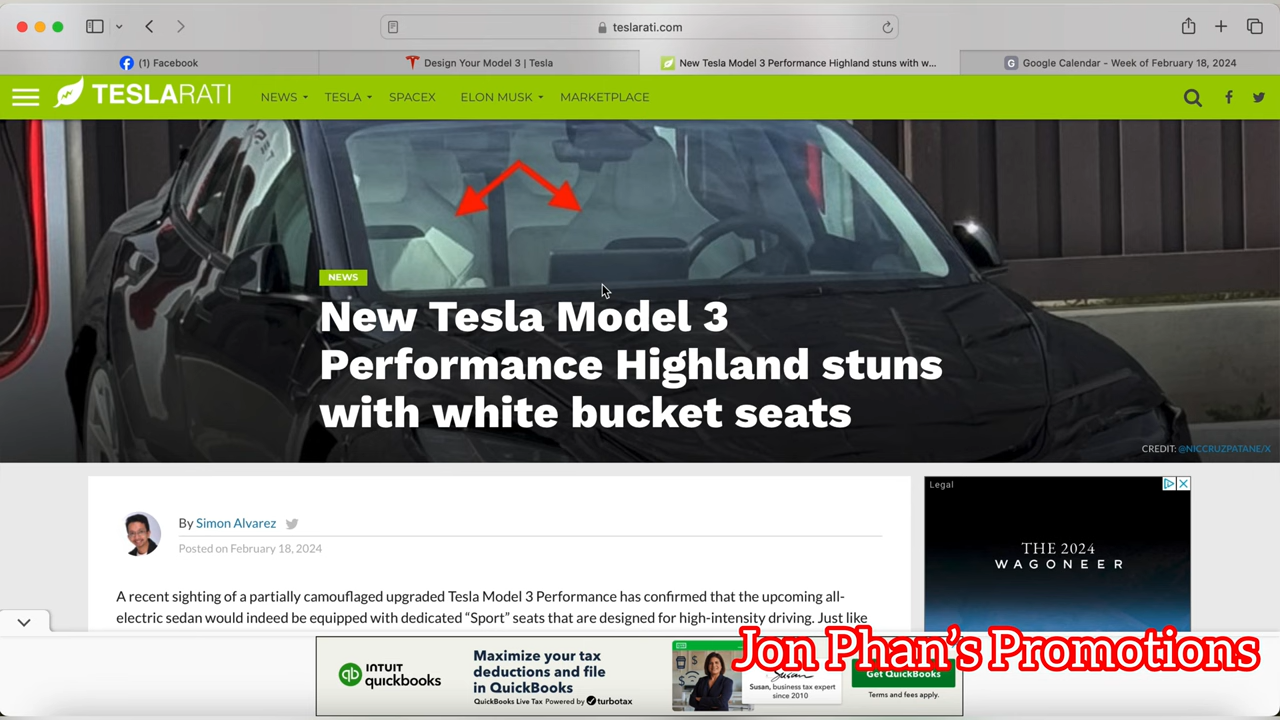 teslarati.com
(1) Facebook
Design Your Model 3 | Tesla
New Tesla Model 3 Performance Highland stuns with w...
G
Google Calendar - Week of February 18, 2024
TESLARATI
NEWS
TESLA
SPACEX
ELON MUSK
MARKETPLACE
NEWS
New Tesla Model 3
Performance Highland stuns
with white bucket seats
CREDIT: @NICCRUZPATANE/X
By Simon Alvarez
Posted on February 18, 2024
A recent sighting of a partially camouflaged upgraded Tesla Model 3 Performance has confirmed that the upcoming all-
electric sedan would indeed be equipped with dedicated “Sport” seats that are designed for high-intensity driving. Just like
Legal
THE 2024
WAGONEER
qb
INTUIT
quickbooks
Maximize your tax
deductions and file
in QuickBooks
QuickBooks Live Tax Powered by turbotax
Susan
Susan, business tax expert
since 2010
Get QuickBooks
Terms and fees apply.
Jon Phan's Promotions